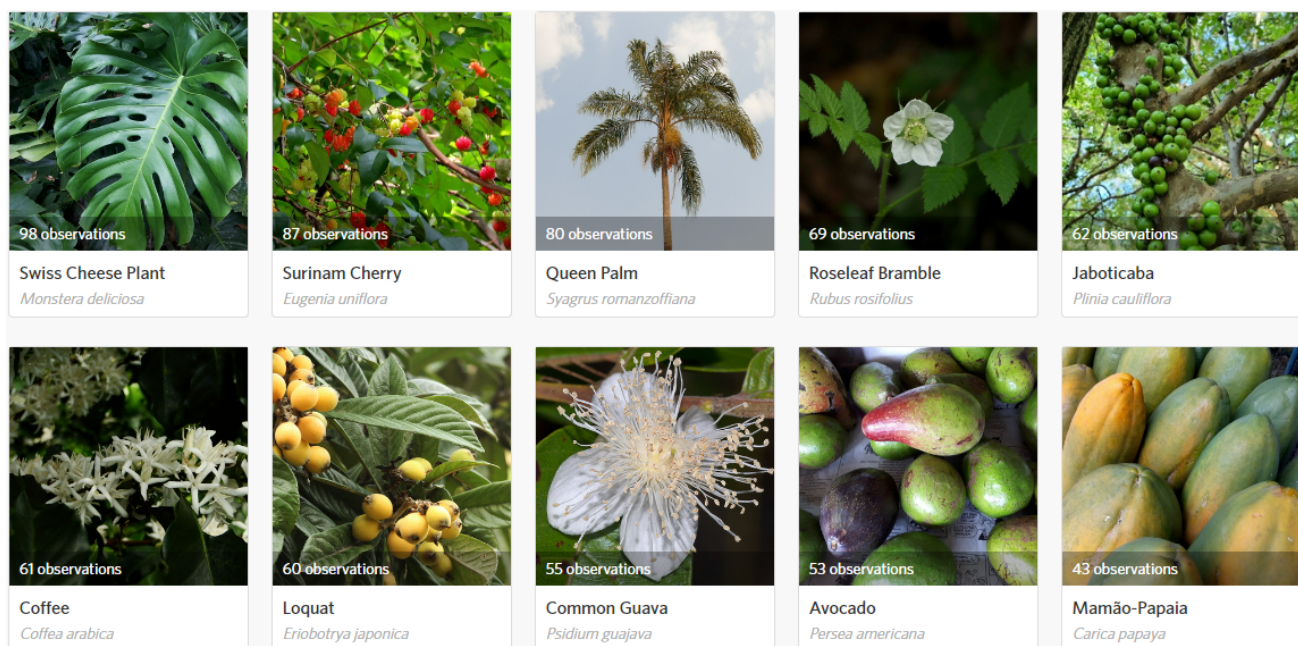 98 observations
87 observations
80 observations
69 observations
62 observations
Swiss Cheese Plant
Surinam Cherry
Queen Palm
Roseleaf Bramble
Jaboticaba
Monstera deliciosa
Eugenia uniflora
Syagrus romanzoffiana
Rubus rosifolius
Plinia cauliflora
61 observations
60 observations
55 observations
53 observations
43 observations
Coffee
Loquat
Common Guava
Avocado
Mamão-Papaia
Coffea arabica
Eriobotrya japonica
Psidium guajava
Persea americana
Carica papaya